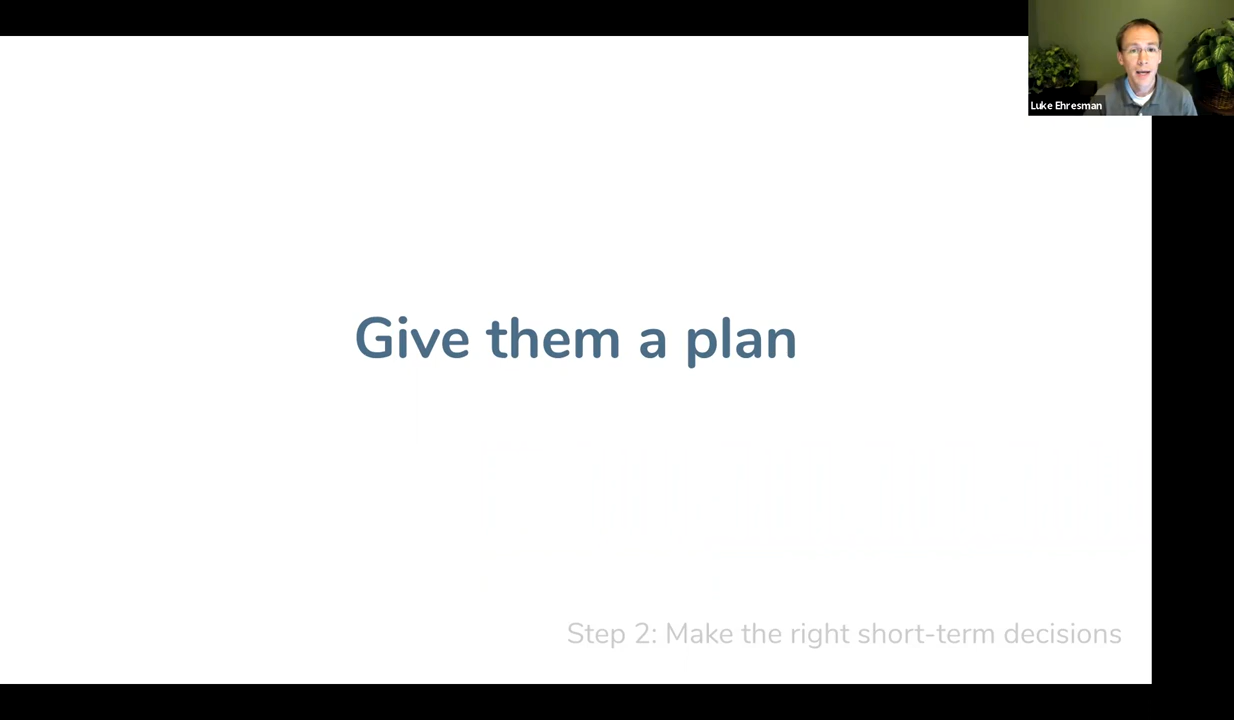 Luke Ehresman
Give them a plan
Step 2: Make the right short-term decisions